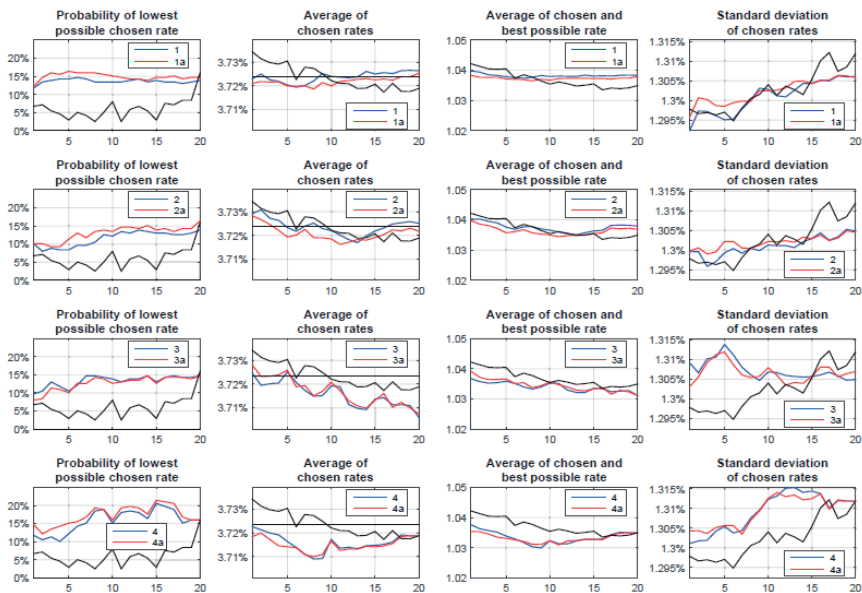 Probability of lowest
possible chosen rate
Average of
chosen rates
Average of chosen and
best possible rate
Standard deviation
of chosen rates
20%
15%
10%
5%
0%
5 10 15 20
1
1a
3.73%
3.72%
3.71%
5 10 15 20
1
1a
1.05
1.04
1.03
1.02
5 10 15 20
1
1a
1.315%
1.31%
1.305%
1.3%
1.295%
5 10 15 20
1
1a
Probability of lowest
possible chosen rate
Average of
chosen rates
Average of chosen and
best possible rate
Standard deviation
of chosen rates
20%
15%
10%
5%
0%
5 10 15 20
2
2a
3.73%
3.72%
3.71%
5 10 15 20
2
2a
1.05
1.04
1.03
1.02
5 10 15 20
2
2a
1.315%
1.31%
1.305%
1.3%
1.295%
5 10 15 20
2
2a
Probability of lowest
possible chosen rate
Average of
chosen rates
Average of chosen and
best possible rate
Standard deviation
of chosen rates
20%
15%
10%
5%
0%
5 10 15 20
3
3a
3.73%
3.72%
3.71%
5 10 15 20
3
3a
1.05
1.04
1.03
1.02
5 10 15 20
3
3a
1.315%
1.31%
1.305%
1.3%
1.295%
5 10 15 20
3
3a
Probability of lowest
possible chosen rate
Average of
chosen rates
Average of chosen and
best possible rate
Standard deviation
of chosen rates
20%
15%
10%
5%
0%
5 10 15 20
4
4a
3.73%
3.72%
3.71%
5 10 15 20
4
4a
1.05
1.04
1.03
1.02
5 10 15 20
4
4a
1.315%
1.31%
1.305%
1.3%
1.295%
5 10 15 20
4
4a